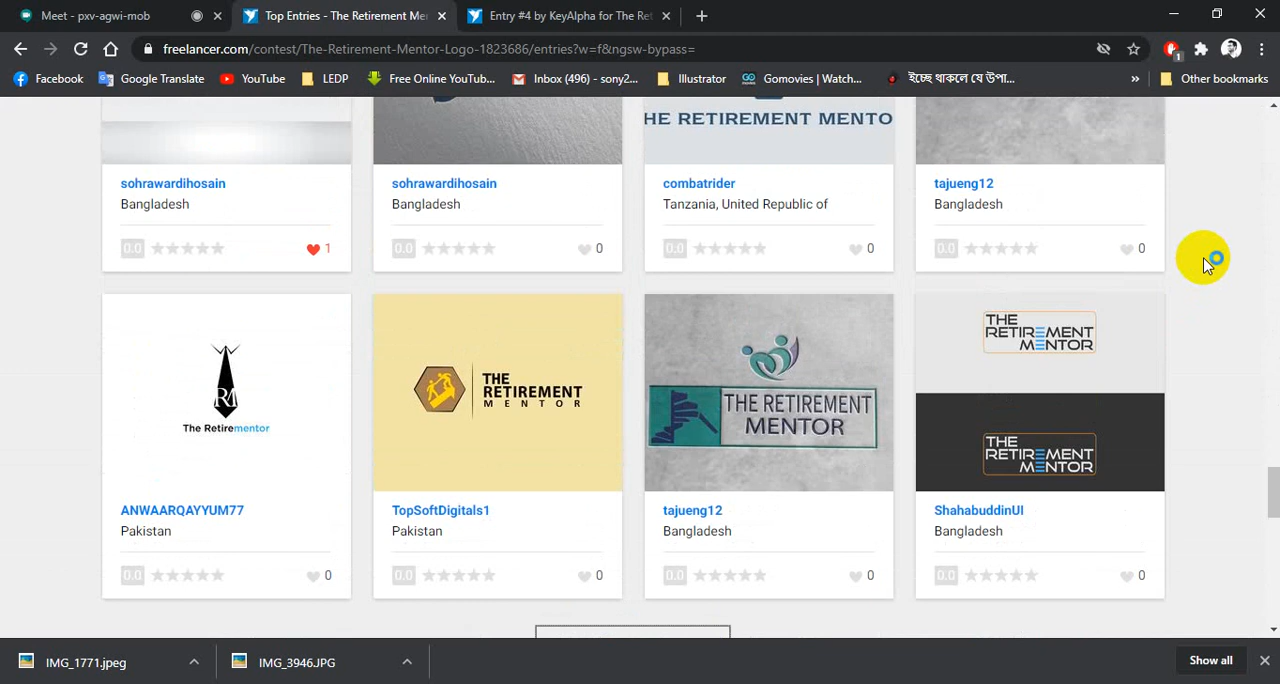 Meet - pxv-agwi-mob
Top Entries - The Retirement Me
Entry #4 by KeyAlpha for The Ret
freelancer.com/contest/The-Retirement-Mentor-Logo-1823686/entries?w=f&ngsw-bypass=
1
Facebook
Google Translate
YouTube
LEDP
Free Online YouTub...
Inbox (496) - sony2...
Illustrator
Gomovies | Watch...
ইচ্ছে থাকলে যে উপা...
»
Other bookmarks
HE RETIREMENT MENTO
sohrawardihosain
Bangladesh
0.0
1
sohrawardihosain
Bangladesh
0.0
0
combatrider
Tanzania, United Republic of
0.0
0
tajueng12
Bangladesh
0.0
0
RM
The Retirementor
THE
RETIREMENT
MENTOR
THE RETIREMENT
MENTOR
THE
RETIREMENT
MENTOR
THE
RETIREMENT
MENTOR
ANWAARQAYYUM77
Pakistan
0.0
0
TopSoftDigitals1
Pakistan
0.0
0
tajueng12
Bangladesh
0.0
0
ShahabuddinUI
Bangladesh
0.0
0
IMG_1771.jpeg
IMG_3946.JPG
Show all